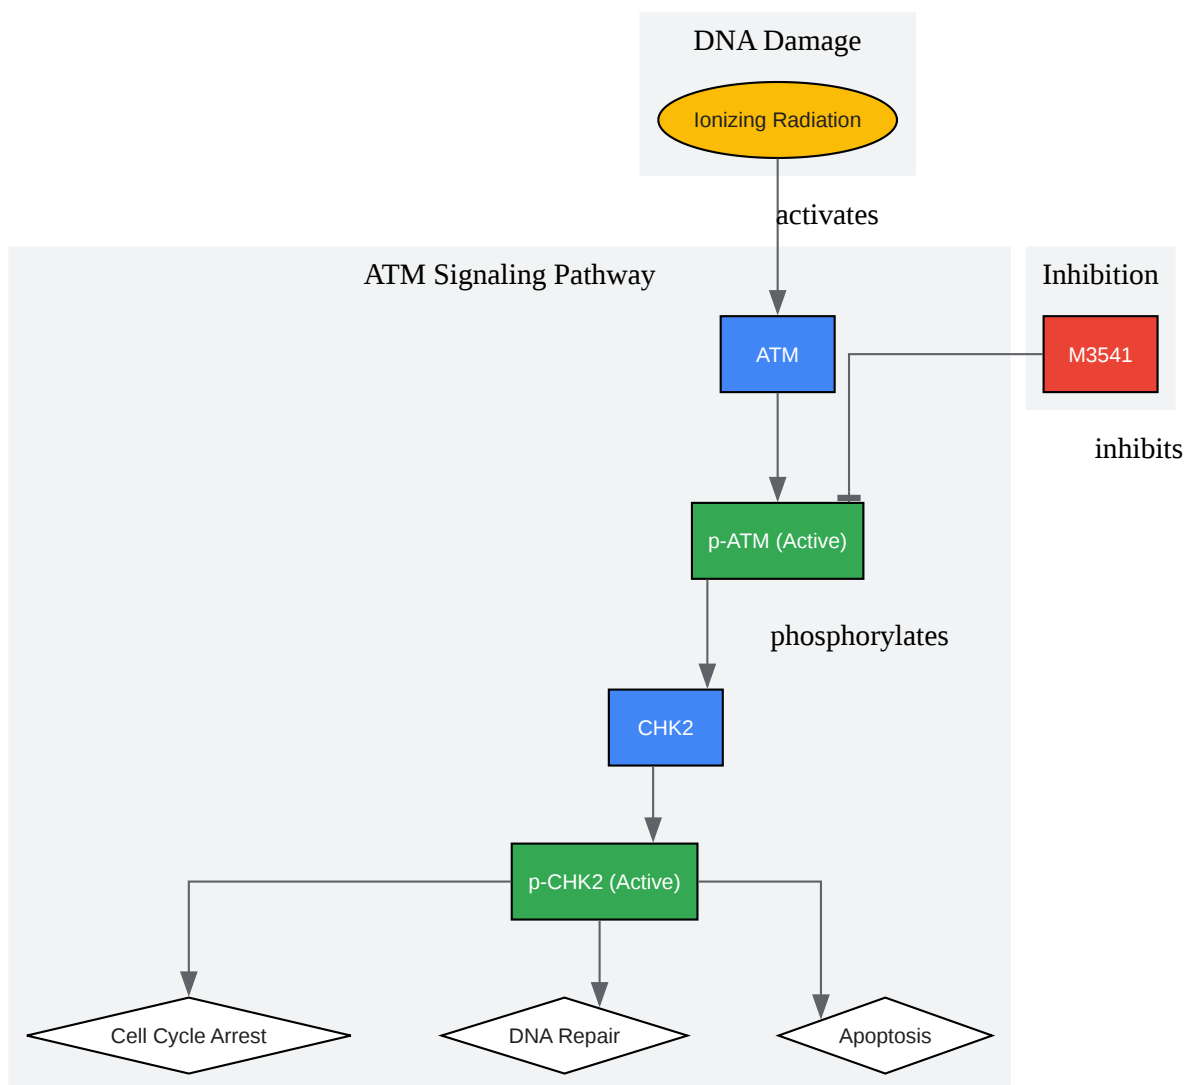 DNA Damage
Ionizing Radiation
activates
ATM Signaling Pathway
Inhibition
ATM
M3541
inhibits
p-ATM (Active)
phosphorylates
CHK2
p-CHK2 (Active)
Cell Cycle Arrest
DNA Repair
Apoptosis